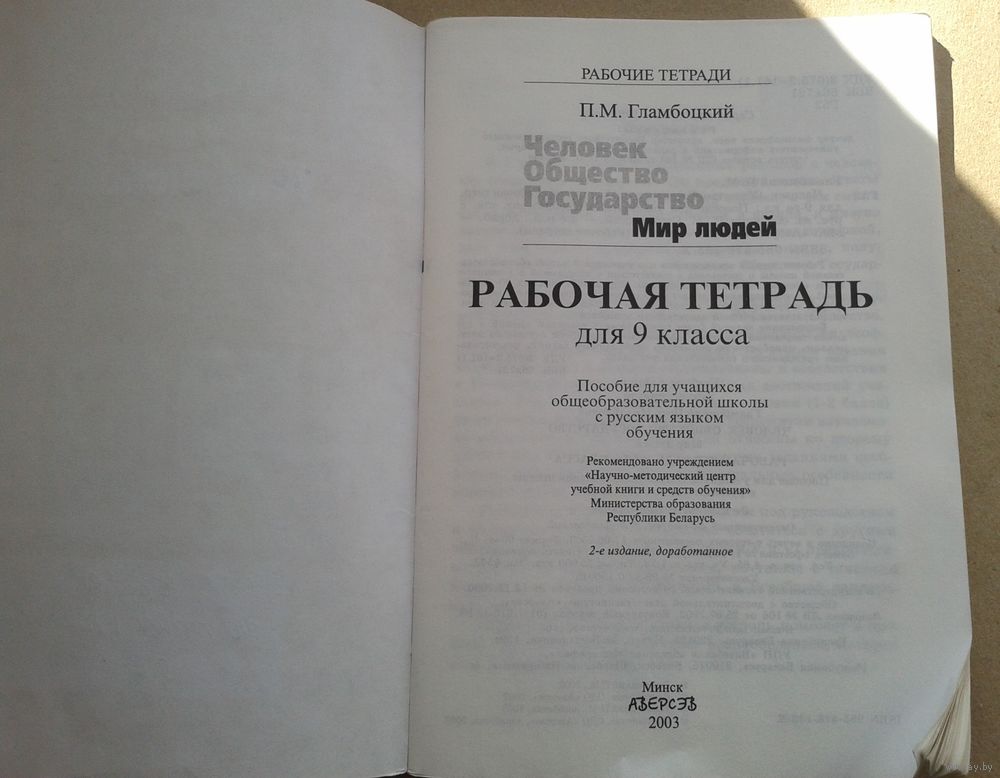 РАБОЧИЕ ТЕТРАДИ
П.М. Гламбоцкий
Человек
Общество
Государство
Мир людей
РАБОЧАЯ ТЕТРАДЬ
для 9 класса
Пособие для учащихся
общеобразовательной школы
с русским языком
обучения
Рекомендовано учреждением
«Научно-методический центр
учебной книги и средств обучения»
Министерства образования
Республики Беларусь
2-е издание, доработанное
Минск
АВЕРСЭВ
2003